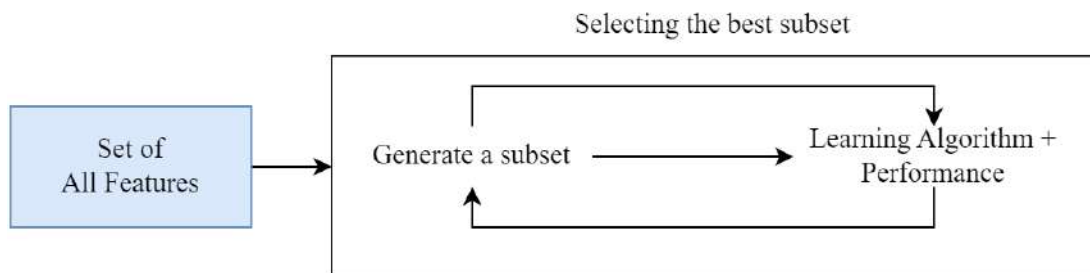 Selecting the best subset
Set of
All Features
Generate a subset
Learning Algorithm +
Performance